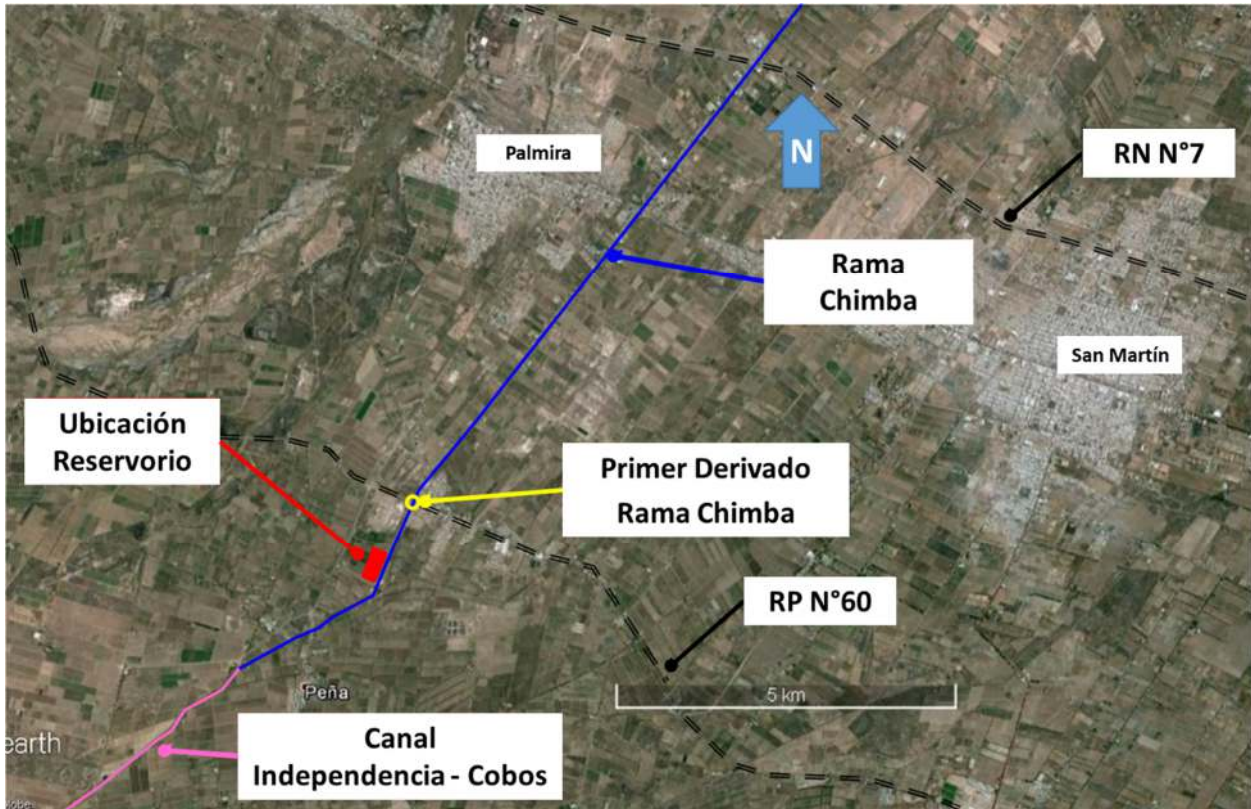 Palmira
N
RN N°7
Rama
Chimba
San Martín
Ubicación
Reservorio
Primer Derivado
Rama Chimba
RP N°60
5 km
Peña
earth
Canal
Independencia - Cobos